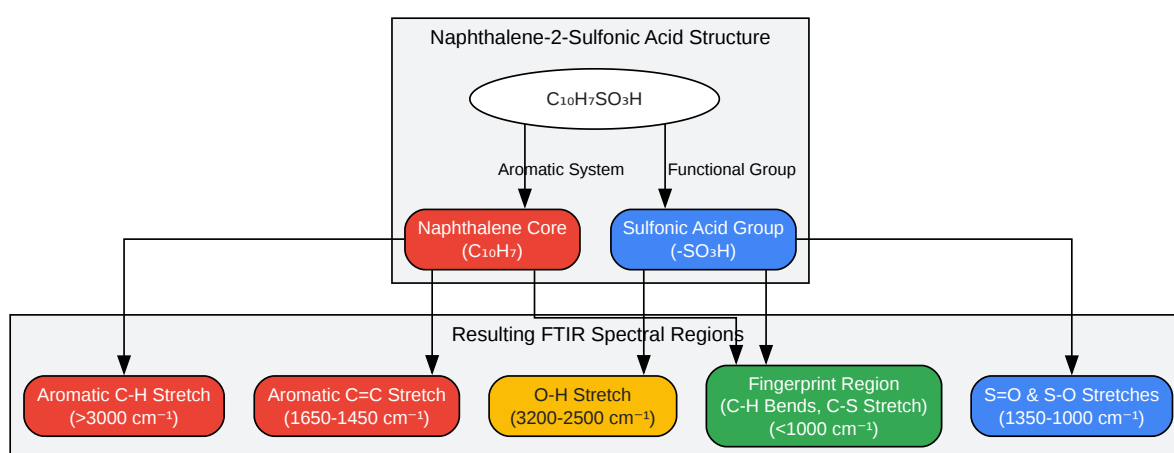 Naphthalene-2-Sulfonic Acid Structure
C₁₀H₇SO₃H
Aromatic System
Functional Group
Naphthalene Core
(C₁₀H₇)
Sulfonic Acid Group
(-SO₃H)
Resulting FTIR Spectral Regions
Aromatic C-H Stretch
(>3000 cm⁻¹)
Aromatic C=C Stretch
(1650-1450 cm⁻¹)
O-H Stretch
(3200-2500 cm⁻¹)
Fingerprint Region
(C-H Bends, C-S Stretch)
(<1000 cm⁻¹)
S=O & S-O Stretches
(1350-1000 cm⁻¹)